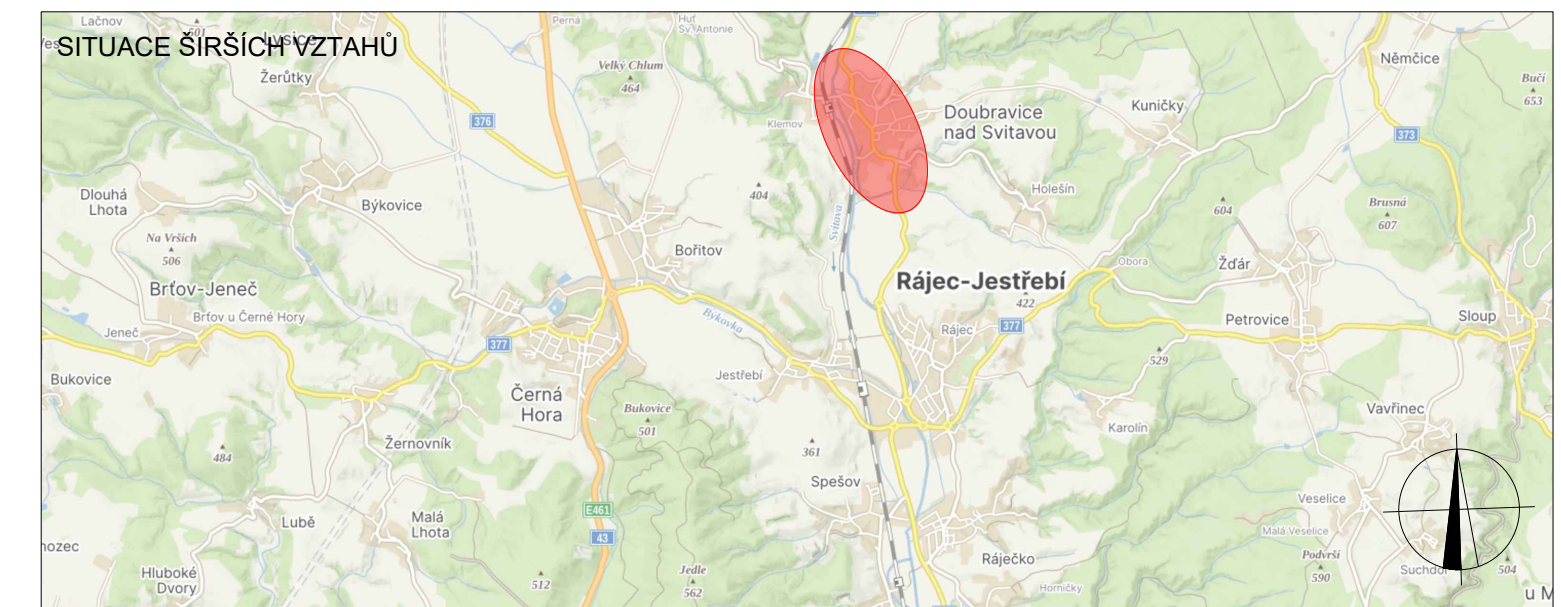 SITUACE ŠIRŠÍCH VZTAHŮ
Lačnov
601
Lysice
Žerůtky
Perná
Huť
Sv. Antonie
Velký Chlum
464
376
Klemov
Doubravice
nad Svitavou
Kuničky
Němčice
Bučí
653
373
Dlouhá
Lhota
Býkovice
Na Vrších
506
404
Svitava
Holešín
604
Brusná
607
Bořitov
Brťov-Jeneč
Rájec-Jestřebí
422
Obora
Žďár
Jeneč
Brťov u Černé Hory
Býkovka
Rájec
377
Petrovice
Sloup
377
529
Bukovice
Jestřebí
Černá
Hora
Bukovice
501
Karolín
Vavřinec
484
Žernovník
361
Spešov
Lubě
Malá
Lhota
E461
43
Veselice
Malá Veselice
Ráječko
Podvrší
590
Hluboké
Dvory
512
Jedle
562
Horničky
504